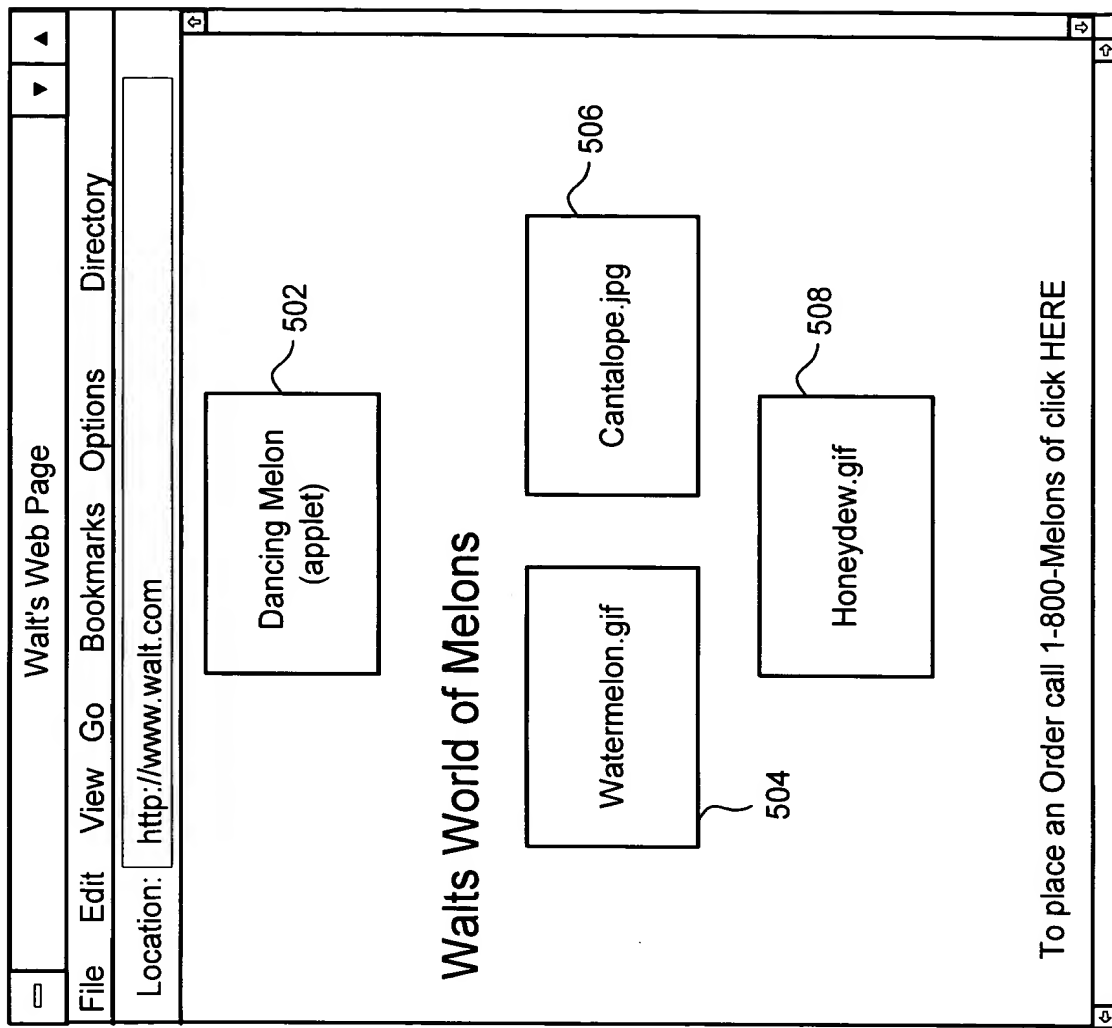 Walt's Web Page
File Edit View Go Bookmarks Options Directory
Location: http://www.walt.com
Dancing Melon
(applet)
502
Walts World of Melons
Watermelon.gif
504
Cantalope.jpg
506
Honeydew.gif
508
To place an Order call 1-800-Melons of click HERE